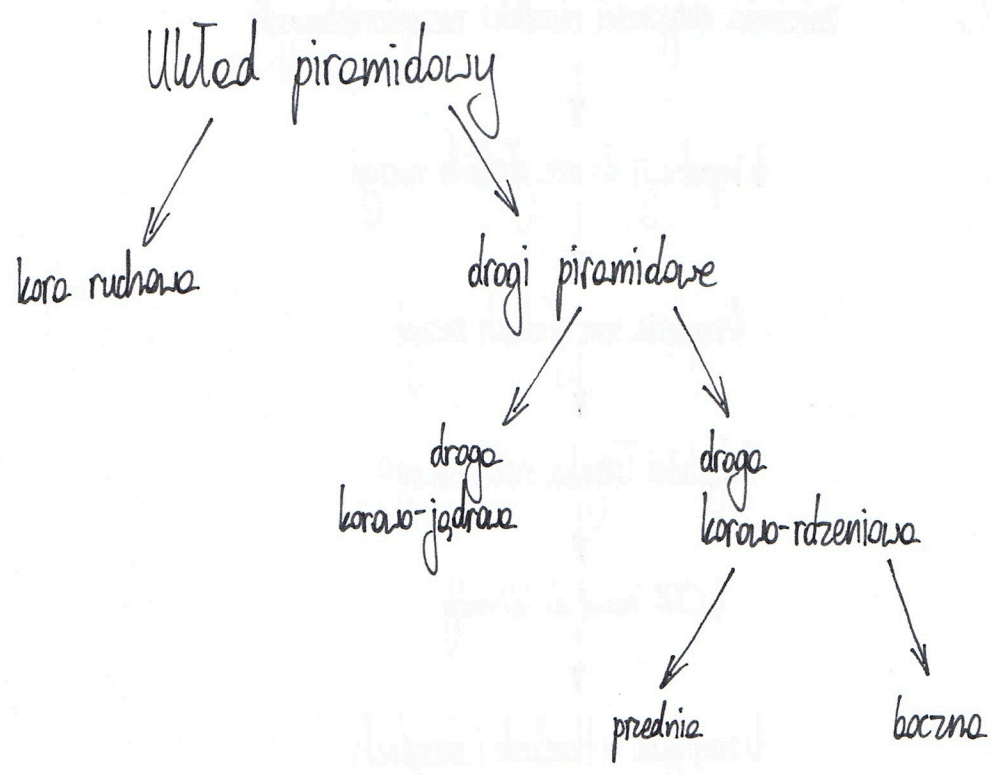 Układ piramidowy
kora ruchowa
drogi piramidowe
droga
korowo-jądrowa
droga
korowo-rdzeniowa
przednia
boczna